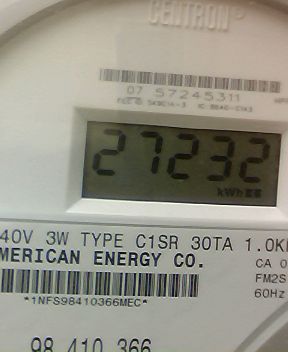 CENTRON®
07 57245311
27232
kWh
40V 3W TYPE C1SR 30TA 1.0K
MERICAN ENERGY CO.
CA 0
FM2S
*1NFS98410366MEC*
60Hz
98 410 366